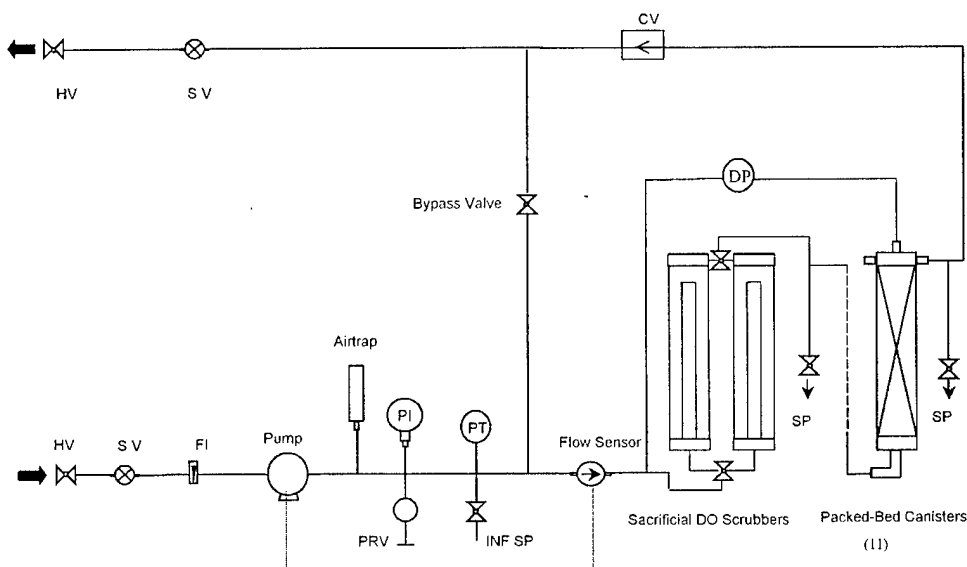 CV
HV
S V
DP
Bypass Valve
Airtrap
PI
PT
HV
S V
FI
Pump
Flow Sensor
SP
SP
PRV
INF SP
Sacrificial DO Scrubbers
Packed-Bed Canisters
(11)